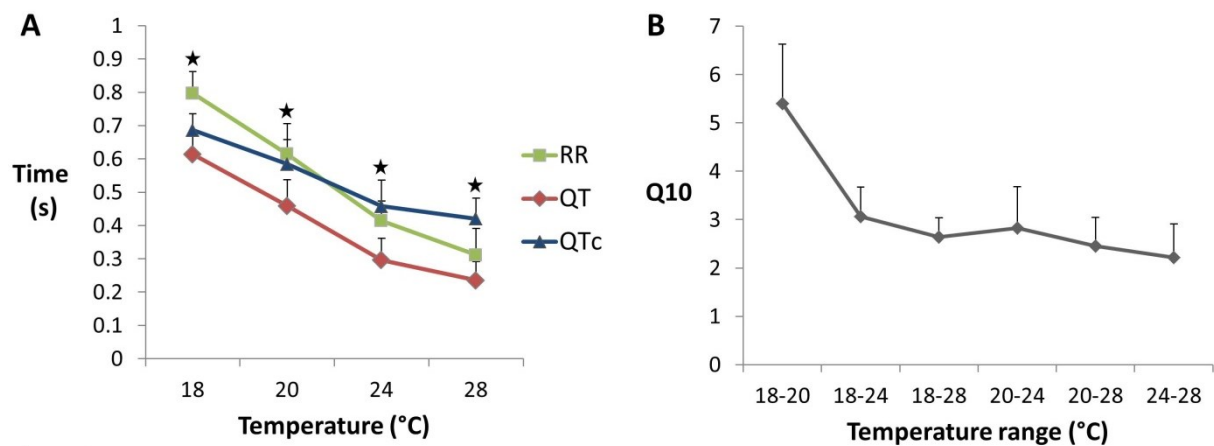 A
1
0.9
0.8
0.7
0.6
0.5
0.4
0.3
0.2
0.1
0
Time
(s)
18
20
24
28
Temperature (°C)
RR
QT
QTc
B
7
6
5
4
3
2
1
0
Q10
18-20
18-24
18-28
20-24
20-28
24-28
Temperature range (°C)